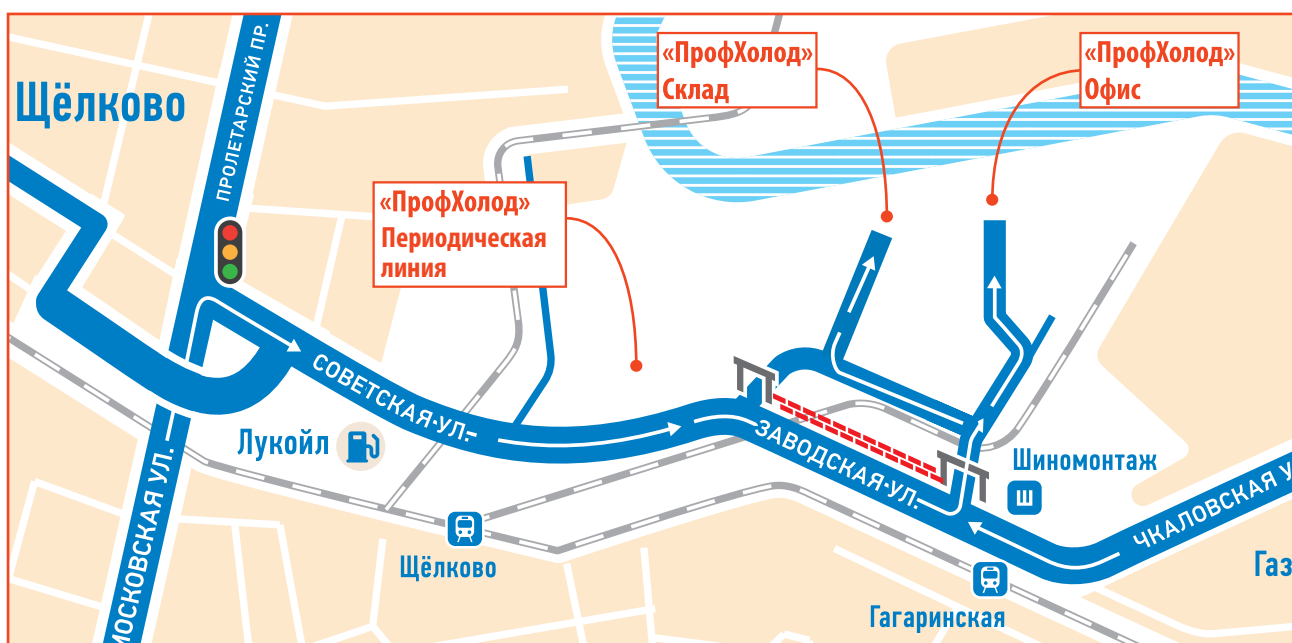 Щёлково
ПРОЛЕТАРСКИЙ ПР.
«ПрофХолод»
Склад
«ПрофХолод»
Офис
«ПрофХолод»
Периодическая
линия
СОВЕТСКАЯ УЛ.
Лукойл
МОСКОВСКАЯ УЛ.
ЗАВОДСКАЯ УЛ.
Шиномонтаж
Ш
ЧКАЛОВСКАЯ У
Щёлково
Газ
Гагаринская